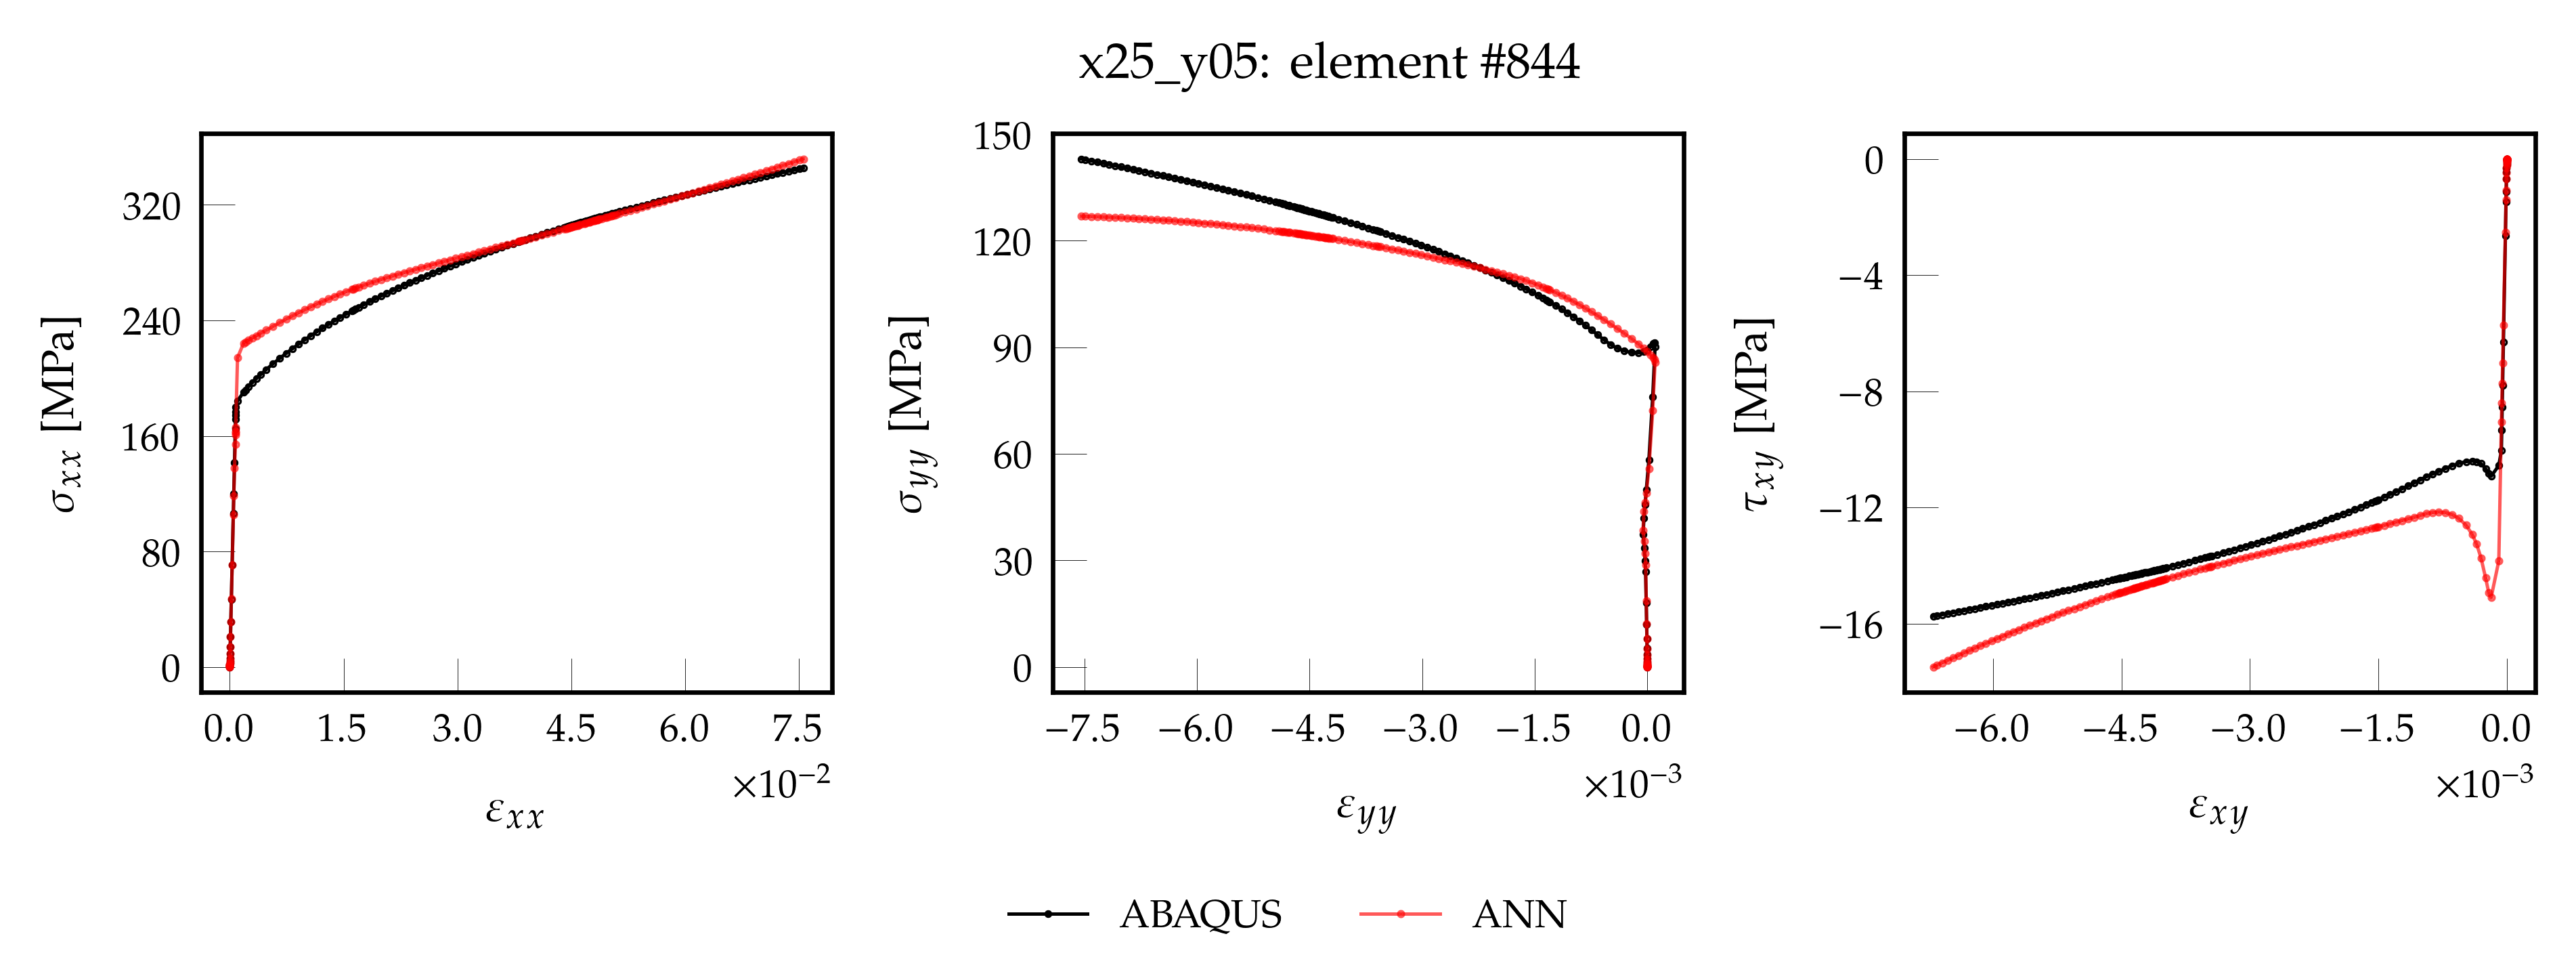 x25_y05: element #844
σxx [MPa]
320
240
160
80
0
0.0 1.5 3.0 4.5 6.0 7.5
×10−2
εxx
σyy [MPa]
150
120
90
60
30
0
−7.5 −6.0 −4.5 −3.0 −1.5 0.0
×10−3
εyy
τxy [MPa]
0
−4
−8
−12
−16
−6.0 −4.5 −3.0 −1.5 0.0
×10−3
εxy
ABAQUS ANN